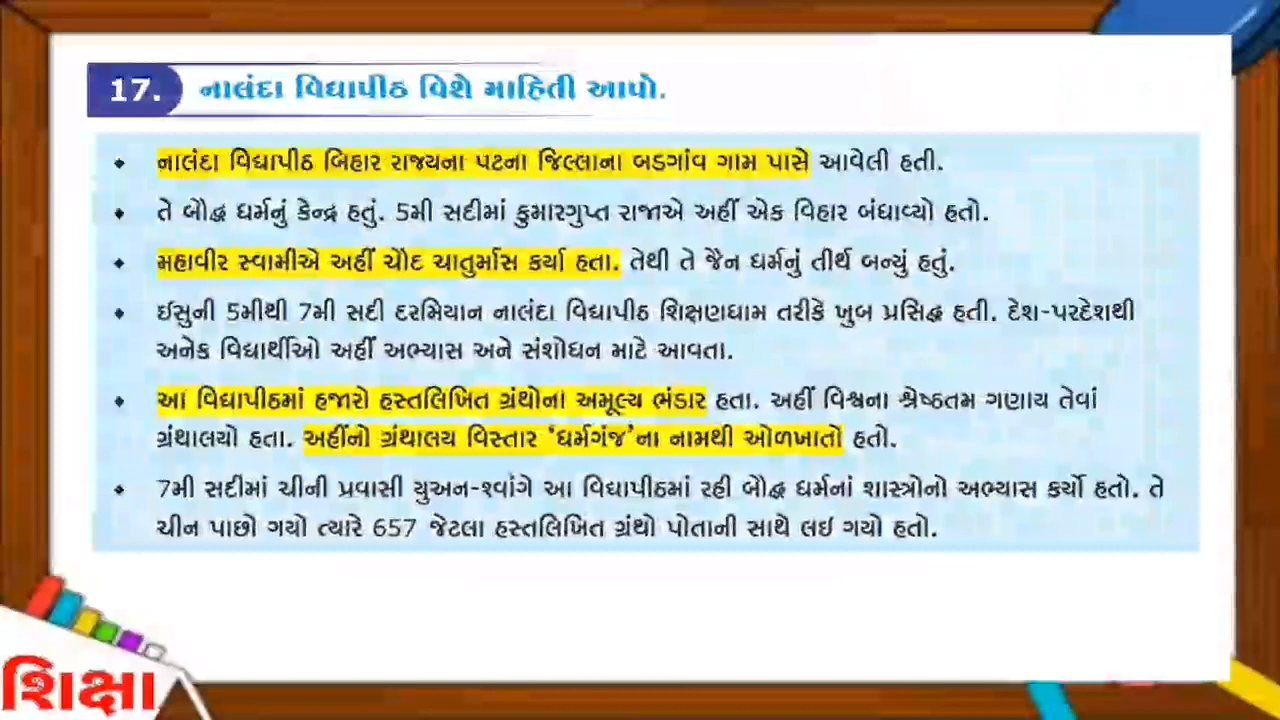 17. નાલંદા વિદ્યાપીઠ વિશે માહિતી આપો.
◆ નાલંદા વિદ્યાપીઠ બિહાર રાજ્યના પટના જિલ્લાના બડગાંવ ગામ પાસે આવેલી હતી.
◆ તે બૌદ્ધ ધર્મનું કેન્દ્ર હતું. 5મી સદીમાં કુમારગુપ્ત રાજાએ અહીં એક વિહાર બંધાવ્યો હતો.
◆ મહાવીર સ્વામીએ અહીં ચૌદ ચાતુર્માસ કર્યા હતા. તેથી તે જૈન ધર્મનું તીર્થ બન્યું હતું.
◆ ઈસુની 5મીથી 7મી સદી દરમિયાન નાલંદા વિદ્યાપીઠ શિક્ષણધામ તરીકે ખુબ પ્રસિદ્ધ હતી. દેશ-પરદેશથી
અનેક વિદ્યાર્થીઓ અહીં અભ્યાસ અને સંશોધન માટે આવતા.
◆ આ વિદ્યાપીઠમાં હજારો હસ્તલિખિત ગ્રંથોના અમૂલ્ય ભંડાર હતા. અહીં વિશ્વના શ્રેષ્ઠતમ ગણાય તેવાં
ગ્રંથાલયો હતા. અહીંનો ગ્રંથાલય વિસ્તાર ‘ધર્મગંજ’ના નામથી ઓળખાતો હતો.
◆ 7મી સદીમાં ચીની પ્રવાસી યુઅન-શ્વાંગે આ વિદ્યાપીઠમાં રહી બૌદ્ધ ધર્મનાં શાસ્ત્રોનો અભ્યાસ કર્યો હતો. તે
ચીન પાછો ગયો ત્યારે 657 જેટલા હસ્તલિખિત ગ્રંથો પોતાની સાથે લઇ ગયો હતો.
શિક્ષા